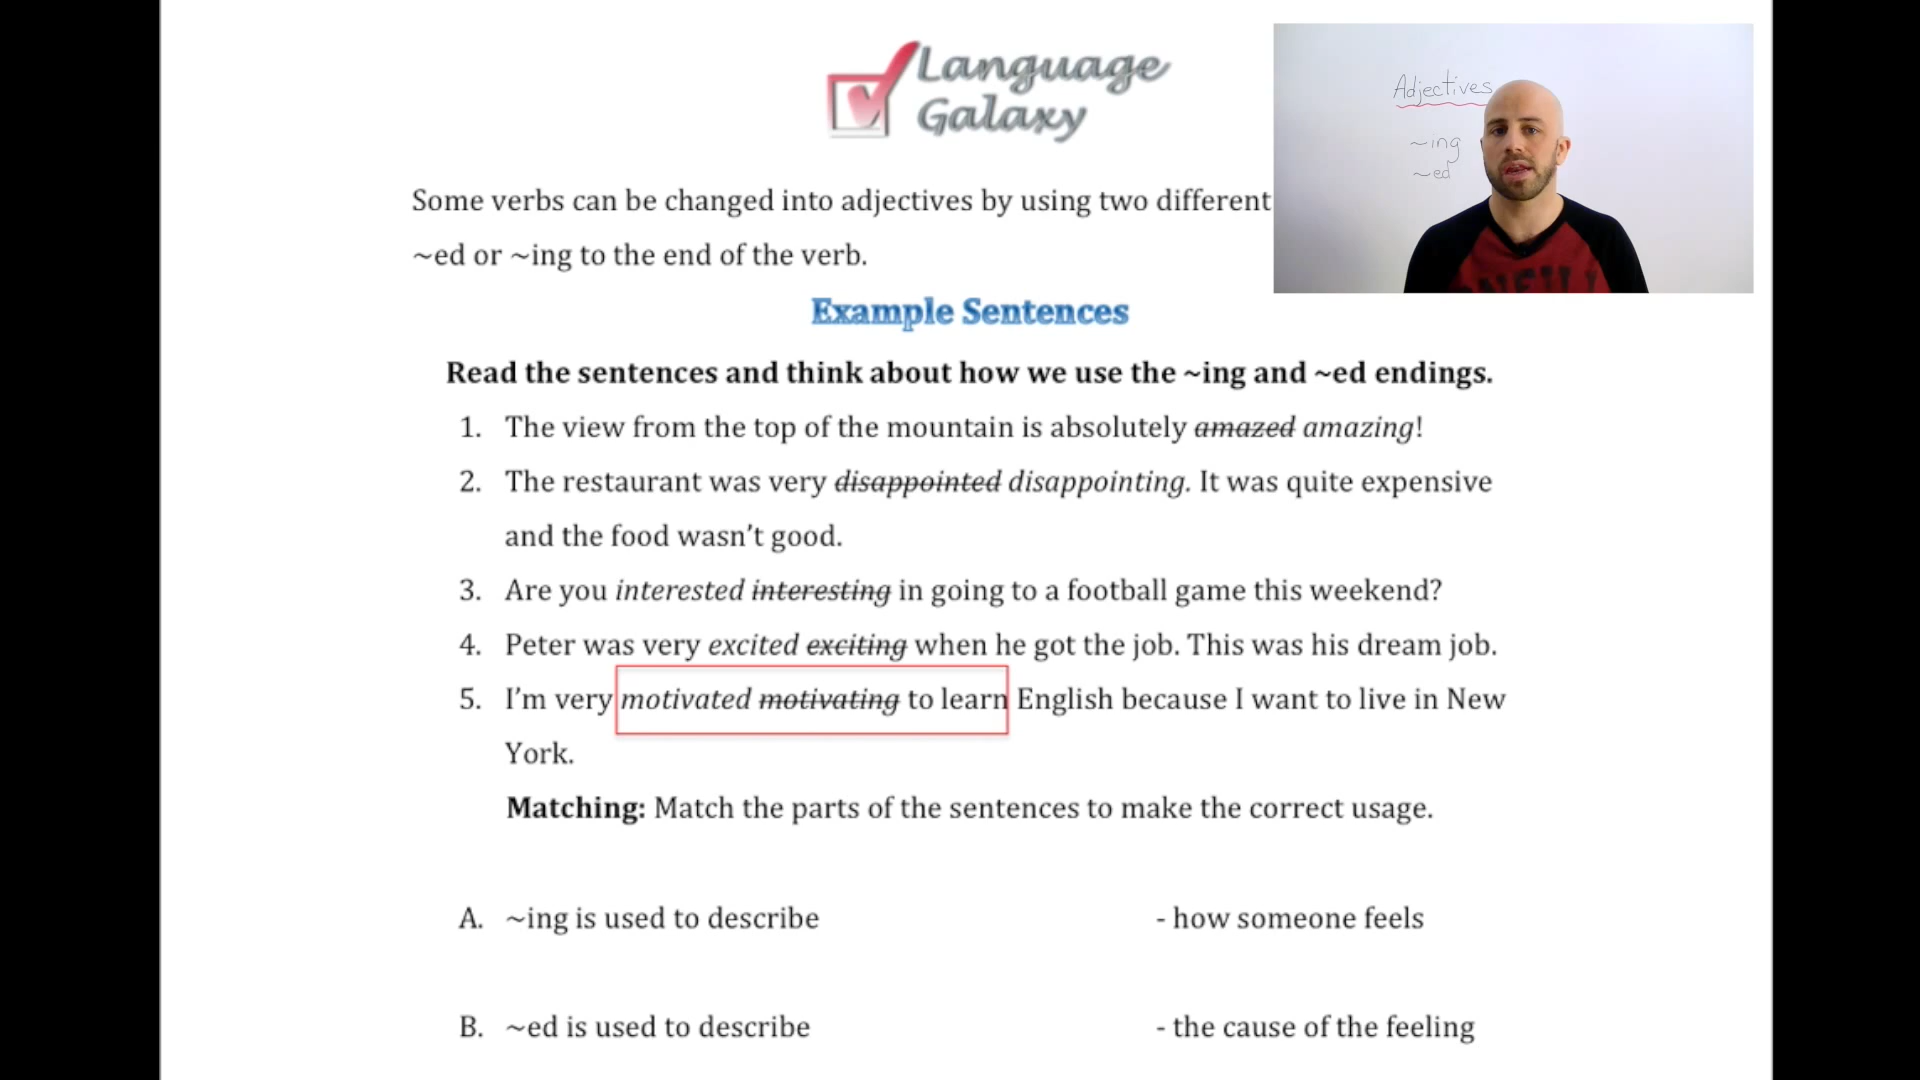 Language
Galaxy
Adjectives
~ing
~ed
Some verbs can be changed into adjectives by using two different
~ed or ~ing to the end of the verb.
Example Sentences
Read the sentences and think about how we use the ~ing and ~ed endings.
1. The view from the top of the mountain is absolutely amazed amazing!
2. The restaurant was very disappointed disappointing. It was quite expensive
and the food wasn't good.
3. Are you interested interesting in going to a football game this weekend?
4. Peter was very excited exciting when he got the job. This was his dream job.
5. I'm very motivated motivating to learn English because I want to live in New
York.
Matching: Match the parts of the sentences to make the correct usage.
A. ~ing is used to describe - how someone feels
B. ~ed is used to describe - the cause of the feeling